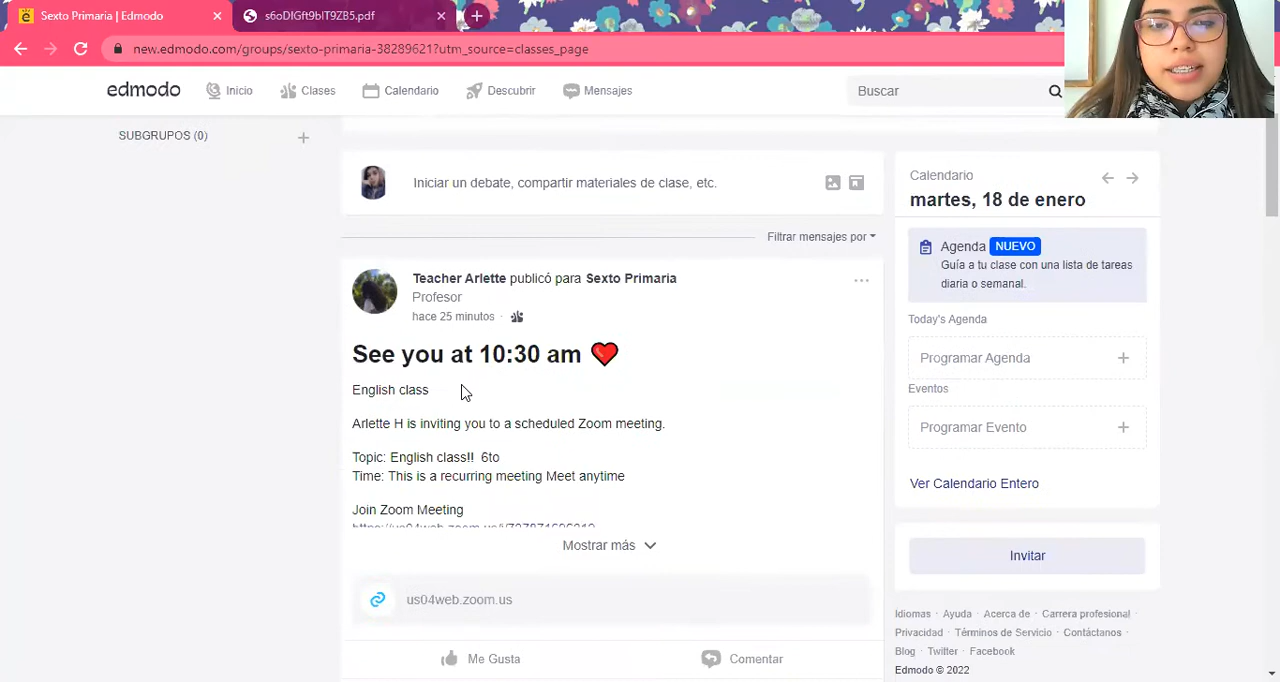 Sexto Primaria | Edmodo
s6oDIGft9bIT9ZB5.pdf
new.edmodo.com/groups/sexto-primaria-38289621?utm_source=classes_page
edmodo
Inicio
Clases
Calendario
Descubrir
Mensajes
Buscar
SUBGRUPOS (0)
Iniciar un debate, compartir materiales de clase, etc.
Filtrar mensajes por
Teacher Arlette publicó para Sexto Primaria
Profesor
hace 25 minutos ·
See you at 10:30 am ❤️
English class
Arlette H is inviting you to a scheduled Zoom meeting.
Topic: English class!! 6to
Time: This is a recurring meeting Meet anytime
Join Zoom Meeting
Mostrar más
us04web.zoom.us
Me Gusta
Comentar
Calendario
martes, 18 de enero
Agenda NUEVO
Guía a tu clase con una lista de tareas
diaria o semanal.
Today's Agenda
Programar Agenda
Eventos
Programar Evento
Ver Calendario Entero
Invitar
Idiomas · Ayuda · Acerca de · Carrera profesional ·
Privacidad · Términos de Servicio · Contáctanos ·
Blog · Twitter · Facebook
Edmodo © 2022